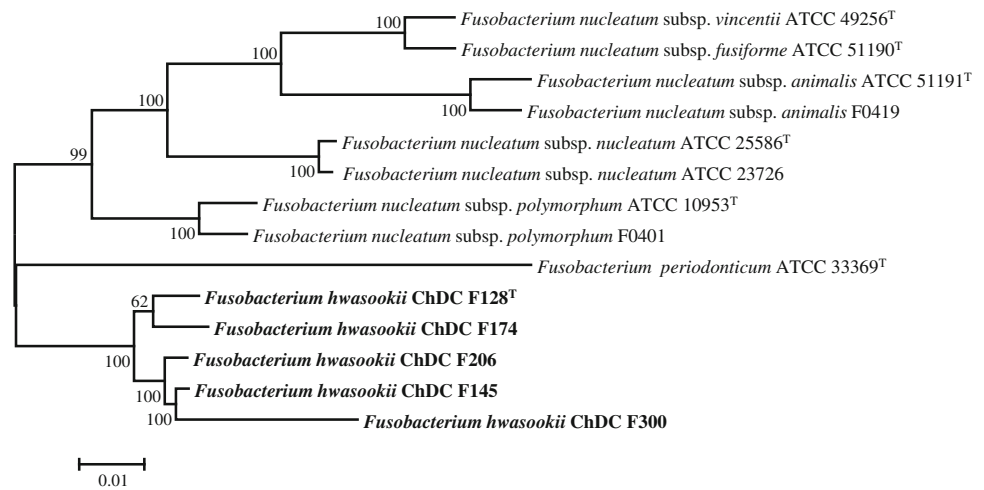 100
Fusobacterium nucleatum subsp. vincentii ATCC 49256T
Fusobacterium nucleatum subsp. fusiforme ATCC 51190T
100
Fusobacterium nucleatum subsp. animalis ATCC 51191T
100
Fusobacterium nucleatum subsp. animalis F0419
100
Fusobacterium nucleatum subsp. nucleatum ATCC 25586T
100
Fusobacterium nucleatum subsp. nucleatum ATCC 23726
99
Fusobacterium nucleatum subsp. polymorphum ATCC 10953T
100
Fusobacterium nucleatum subsp. polymorphum F0401
Fusobacterium periodonticum ATCC 33369T
62
Fusobacterium hwasookii ChDC F128T
Fusobacterium hwasookii ChDC F174
100
Fusobacterium hwasookii ChDC F206
100
Fusobacterium hwasookii ChDC F145
100
Fusobacterium hwasookii ChDC F300
0.01